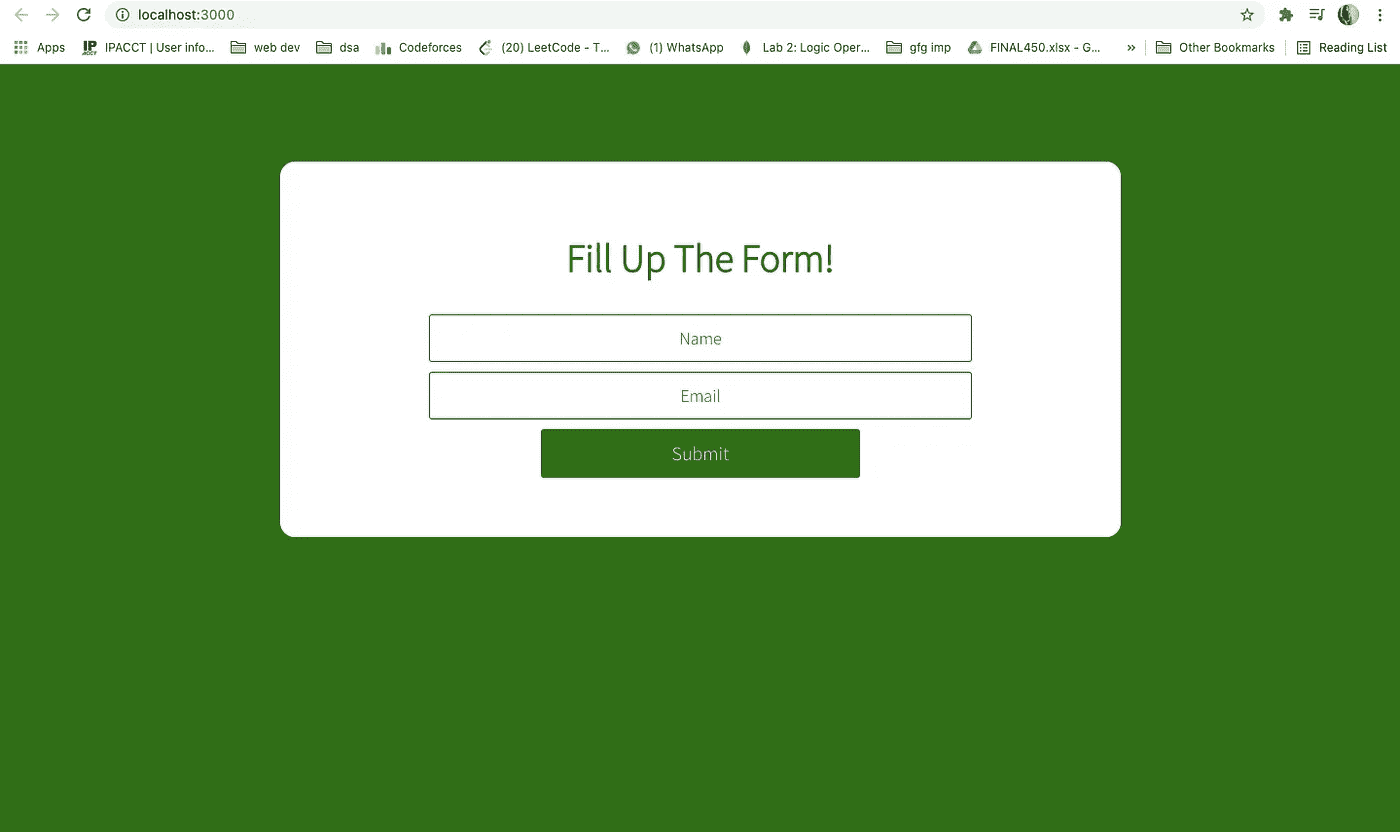 localhost:3000
Apps IPACCT | User info... web dev dsa Codeforces (20) LeetCode - T... (1) WhatsApp Lab 2: Logic Oper... gfg imp FINAL450.xlsx - G... » Other Bookmarks Reading List
Fill Up The Form!
Name
Email
Submit